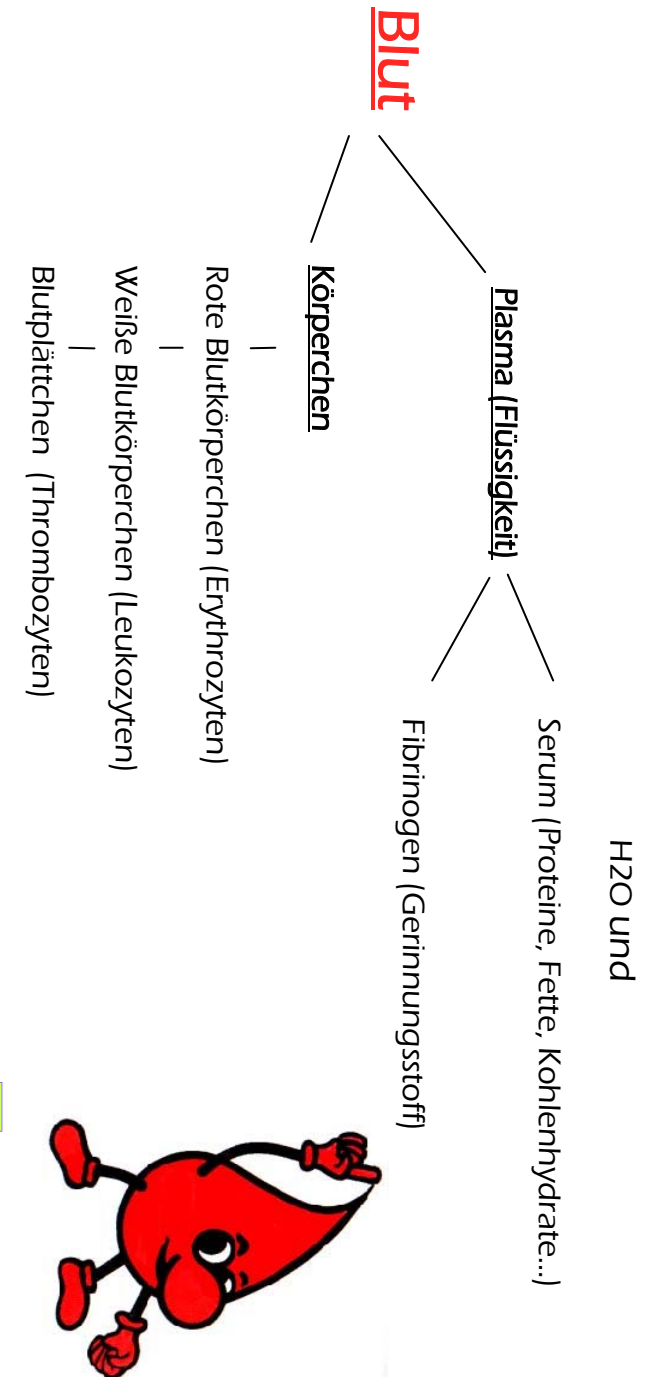 H2O und
Serum (Proteine, Fette, Kohlenhydrate...)
Plasma (Flüssigkeit)
Fibrinogen (Gerinnungsstoff)
Blut
Körperchen
Rote Blutkörperchen (Erythrozyten)
Weiße Blutkörperchen (Leukozyten)
Blutplättchen (Thrombozyten)